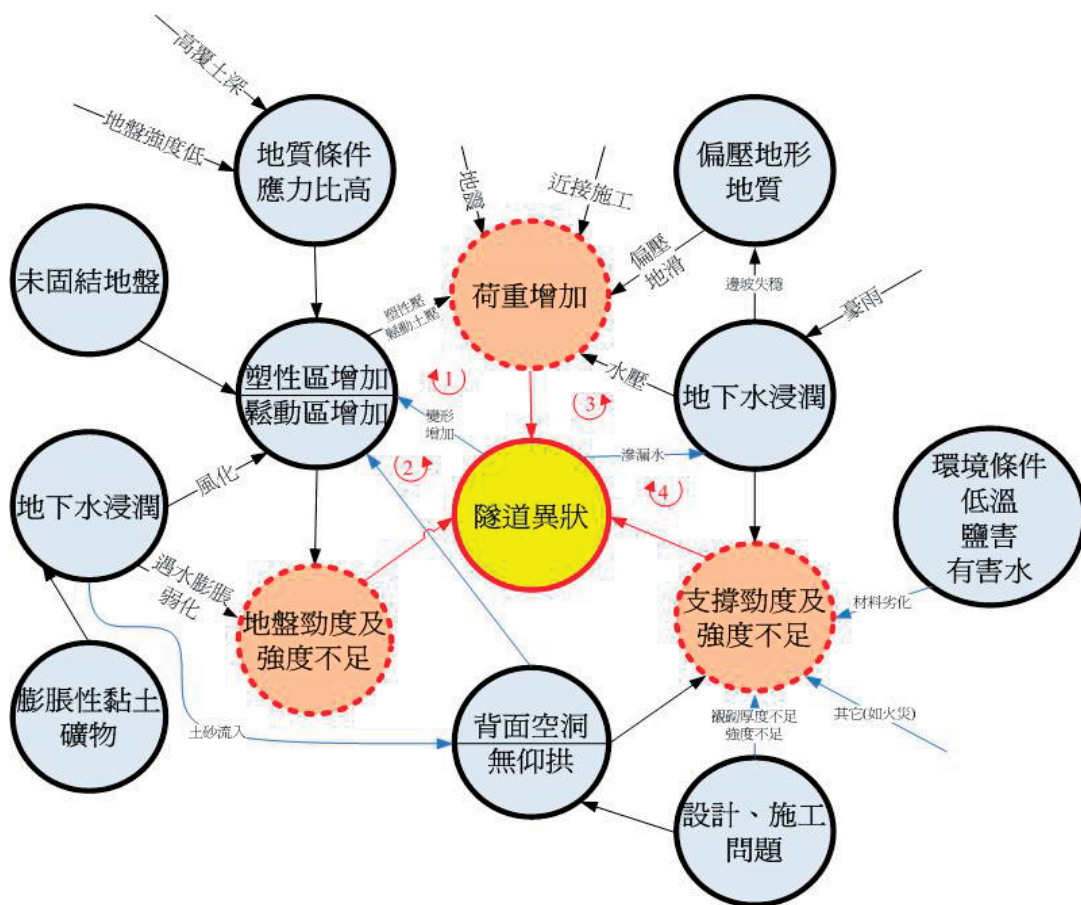 高覆土深
地盤強度低
地質條件
應力比高
地震
近接施工
偏壓地形
地質
未固結地盤
荷重增加
偏壓
地滑
邊坡失穩
豪雨
塑性壓
鬆動土壓
塑性區增加
鬆動區增加
1
變形
增加
3
水壓
地下水浸潤
2
滲漏水
4
環境條件
低溫
鹽害
有害水
地下水浸潤
風化
隧道異狀
遇水膨脹
弱化
地盤勁度及
強度不足
支撐勁度及
強度不足
材料劣化
膨脹性黏土
礦物
土砂流入
背面空洞
無仰拱
襯砌厚度不足
強度不足
其它(如火災)
設計、施工
問題